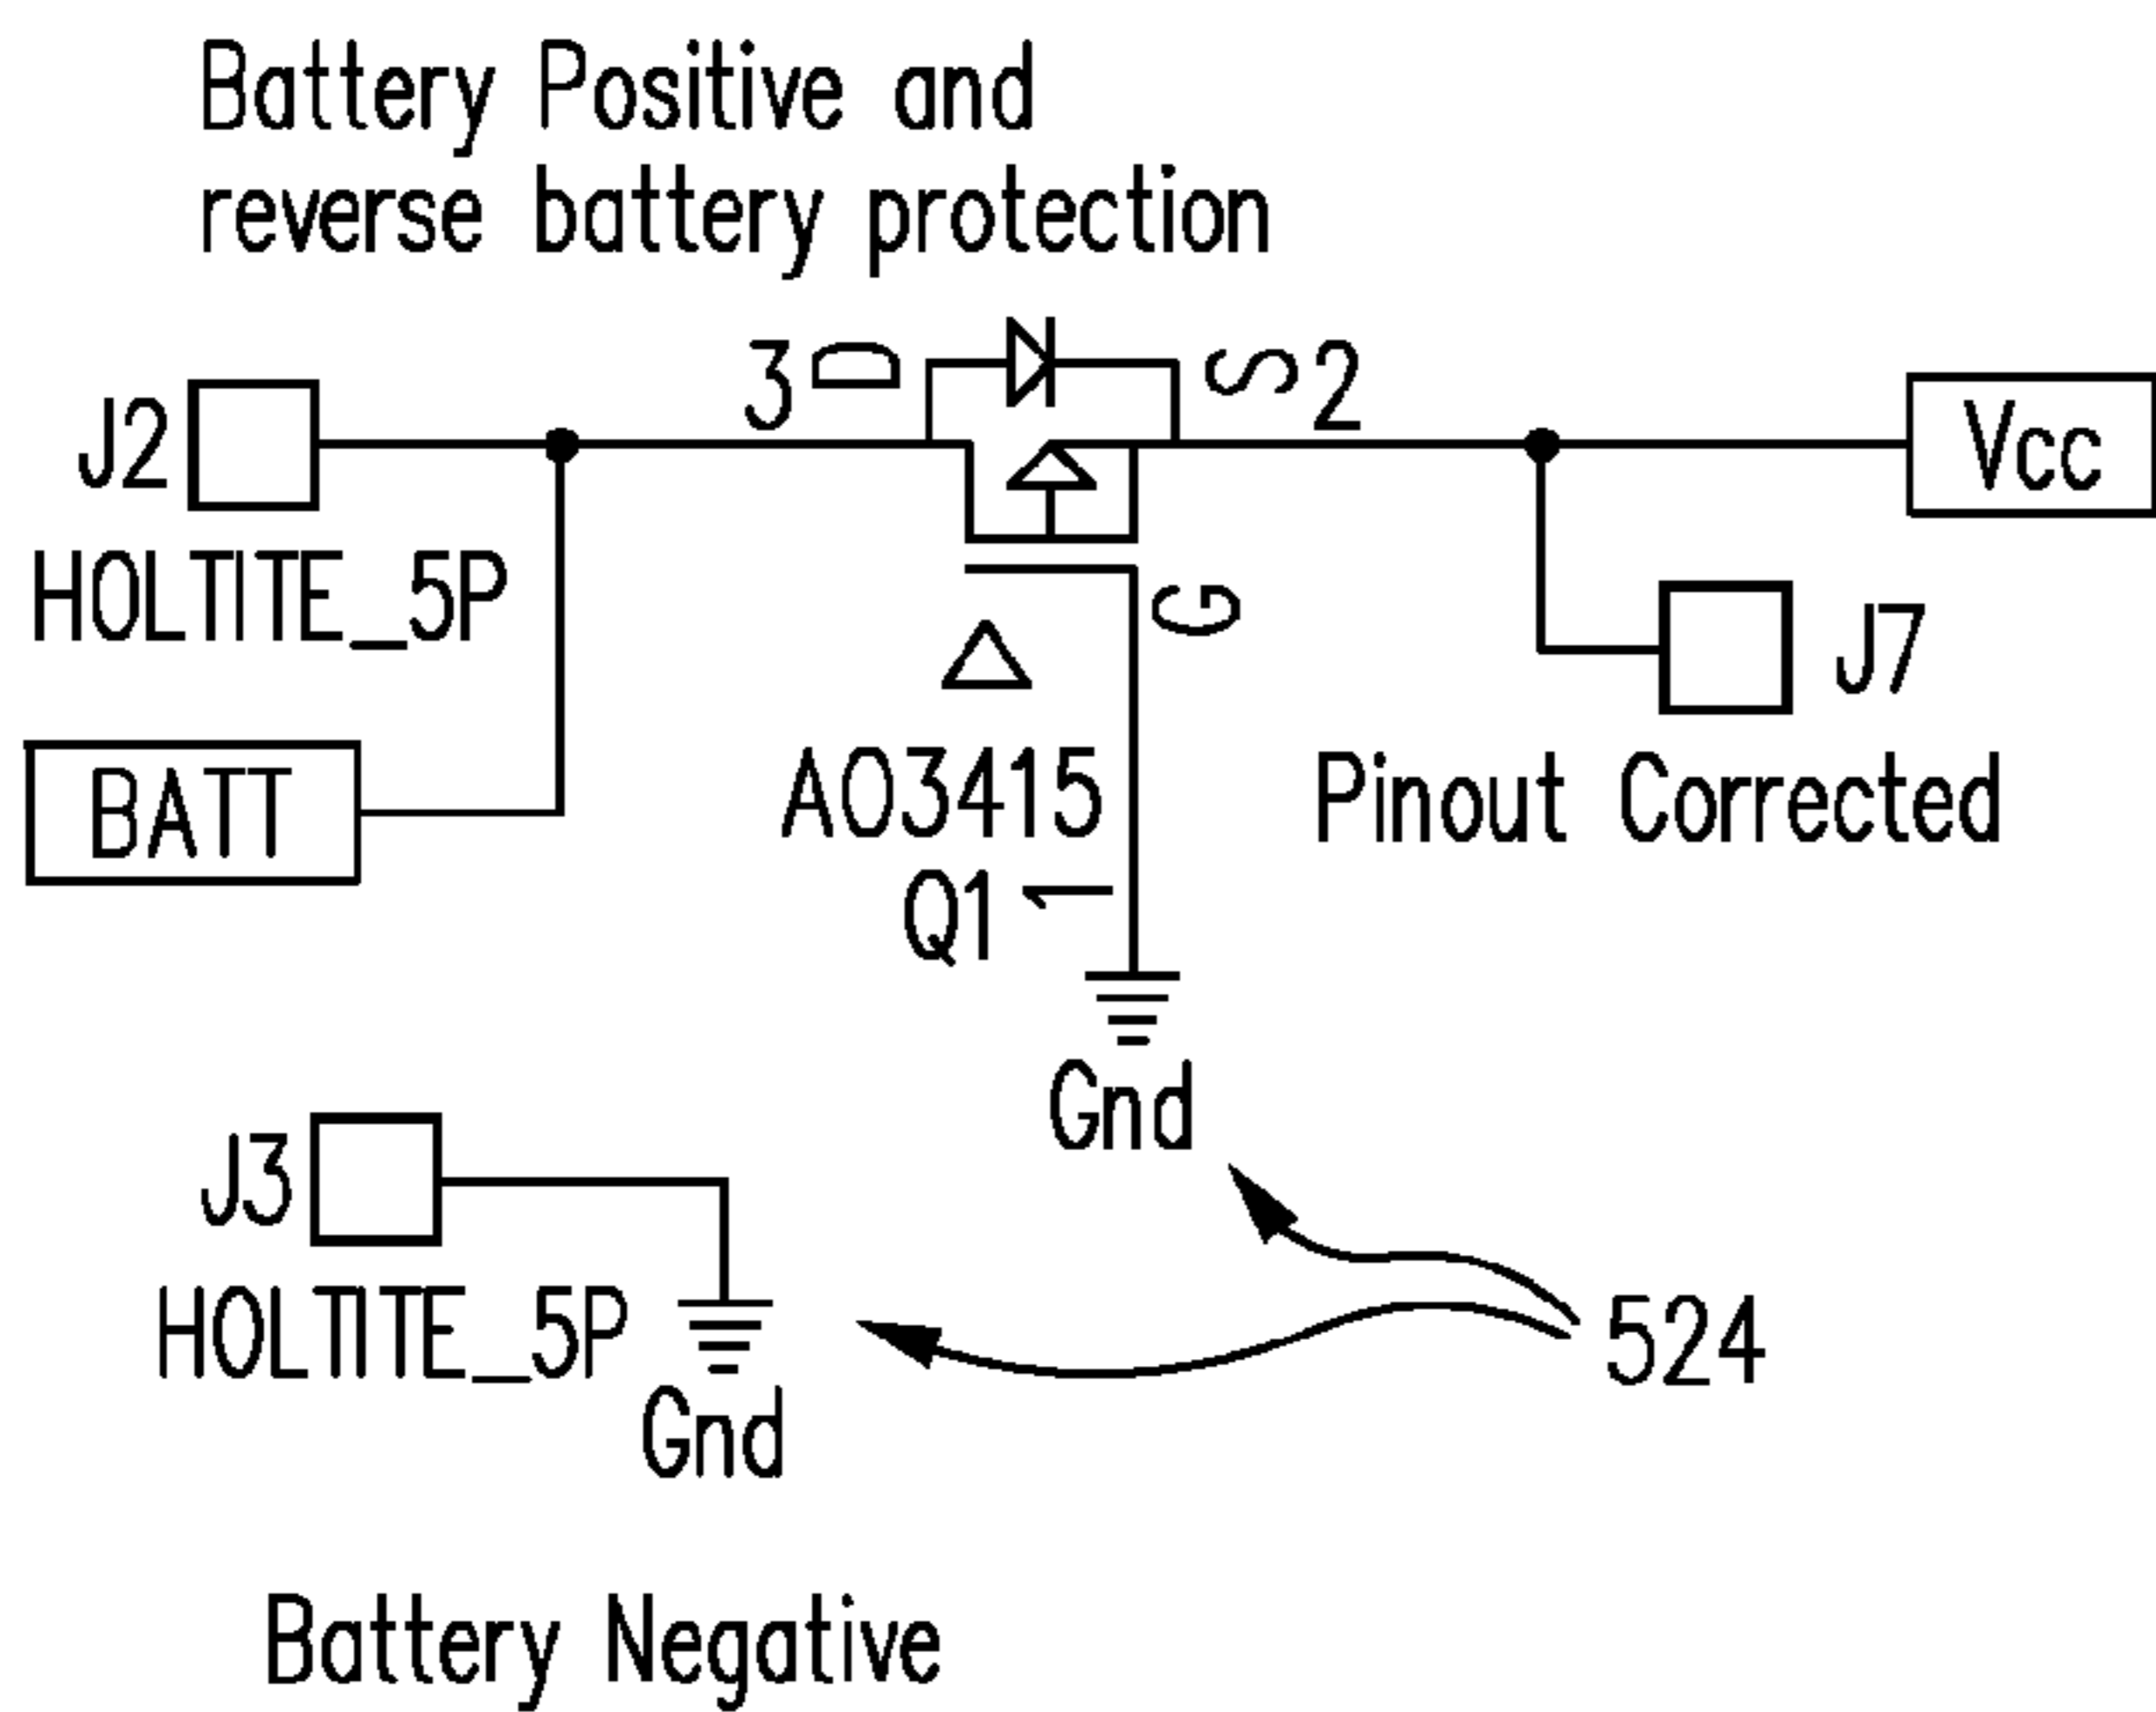 Battery Positive and
reverse battery protection
3 D S 2
J2
Vcc
HOLTITE_5P
G
J7
BATT
AO3415
Pinout Corrected
Q1 1
Gnd
J3
HOLTITE_5P
524
Gnd
Battery Negative